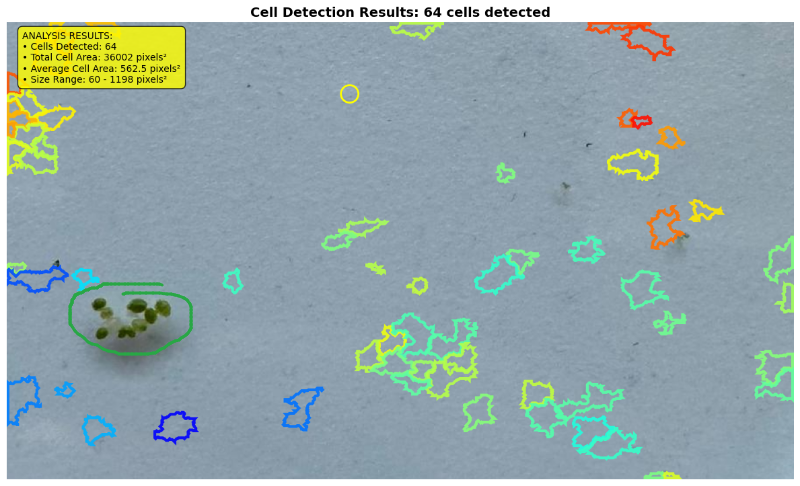 Cell Detection Results: 64 cells detected
ANALYSIS RESULTS:
• Cells Detected: 64
• Total Cell Area: 36002 pixels²
• Average Cell Area: 562.5 pixels²
• Size Range: 60 - 1198 pixels²